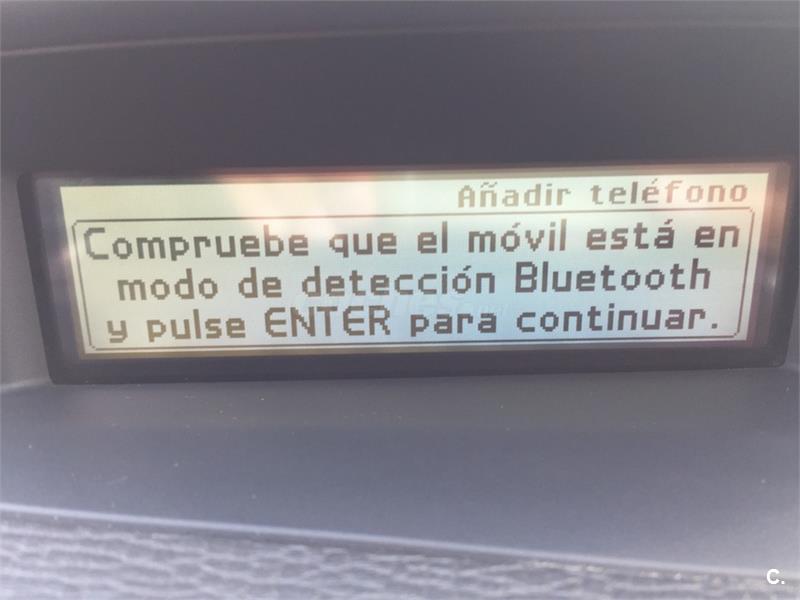 Añadir teléfono
Compruebe que el móvil está en
modo de detección Bluetooth
y pulse ENTER para continuar.
C.